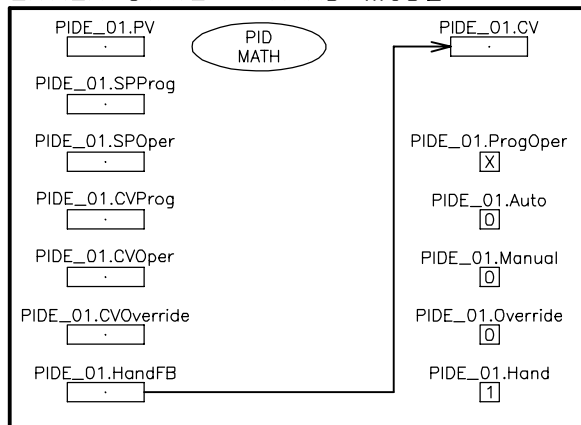 PIDE_01.PV
PID
MATH
PIDE_01.CV
PIDE_01.SPProg
PIDE_01.SPOper
PIDE_01.ProgOper
X
PIDE_01.CVProg
PIDE_01.Auto
0
PIDE_01.CVOper
PIDE_01.Manual
0
PIDE_01.CVOverride
PIDE_01.Override
0
PIDE_01.HandFB
PIDE_01.Hand
1